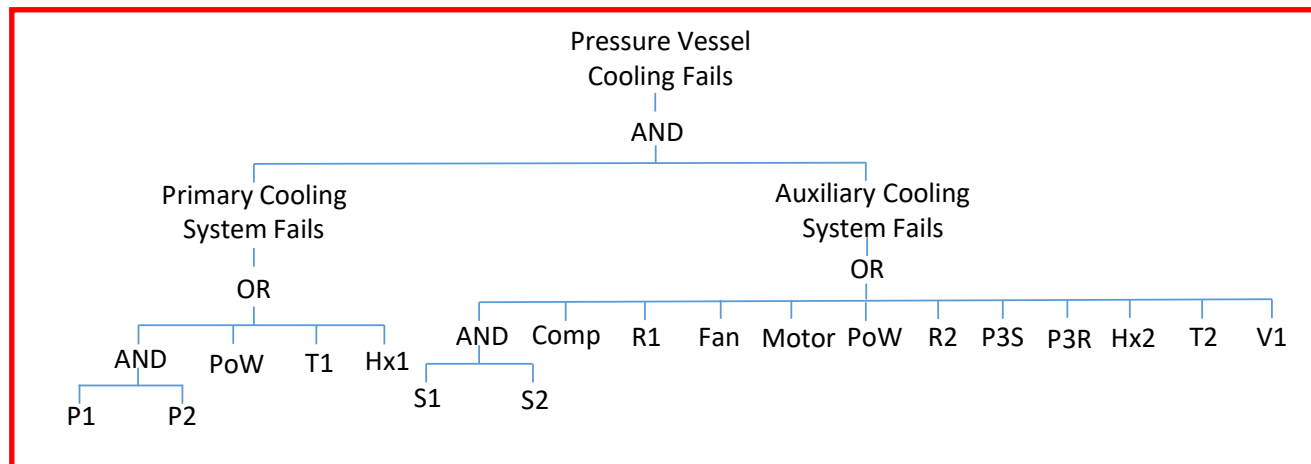 Pressure Vessel
Cooling Fails
AND
Primary Cooling
System Fails
Auxiliary Cooling
System Fails
OR
OR
AND
PoW
T1
Hx1
AND
Comp
R1
Fan
Motor
PoW
R2
P3S
P3R
Hx2
T2
V1
P1
P2
S1
S2